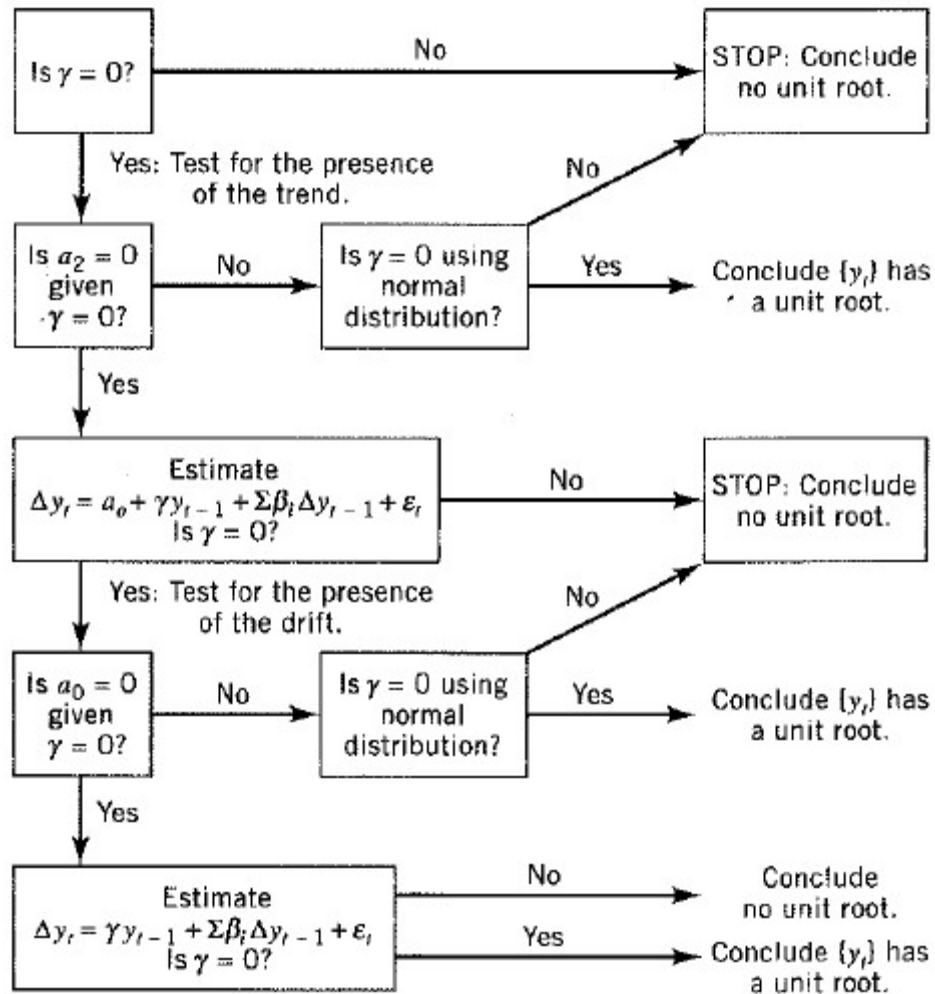 Is γ = 0?
No
STOP: Conclude
no unit root.
Yes: Test for the presence
of the trend.
No
Is a₂ = 0
given
γ = 0?
No
Is γ = 0 using
normal
distribution?
Yes
Conclude {yₜ} has
a unit root.
Yes
Estimate
Δyₜ = aₒ + γyₜ₋₁ + Σβᵢ Δyₜ₋₁ + εₜ
Is γ = 0?
No
STOP: Conclude
no unit root.
Yes: Test for the presence
of the drift.
No
Is a₀ = 0
given
γ = 0?
No
Is γ = 0 using
normal
distribution?
Yes
Conclude {yₜ} has
a unit root.
Yes
Estimate
Δyₜ = γyₜ₋₁ + Σβᵢ Δyₜ₋₁ + εₜ
Is γ = 0?
No
Conclude
no unit root.
Yes
Conclude {yₜ} has
a unit root.